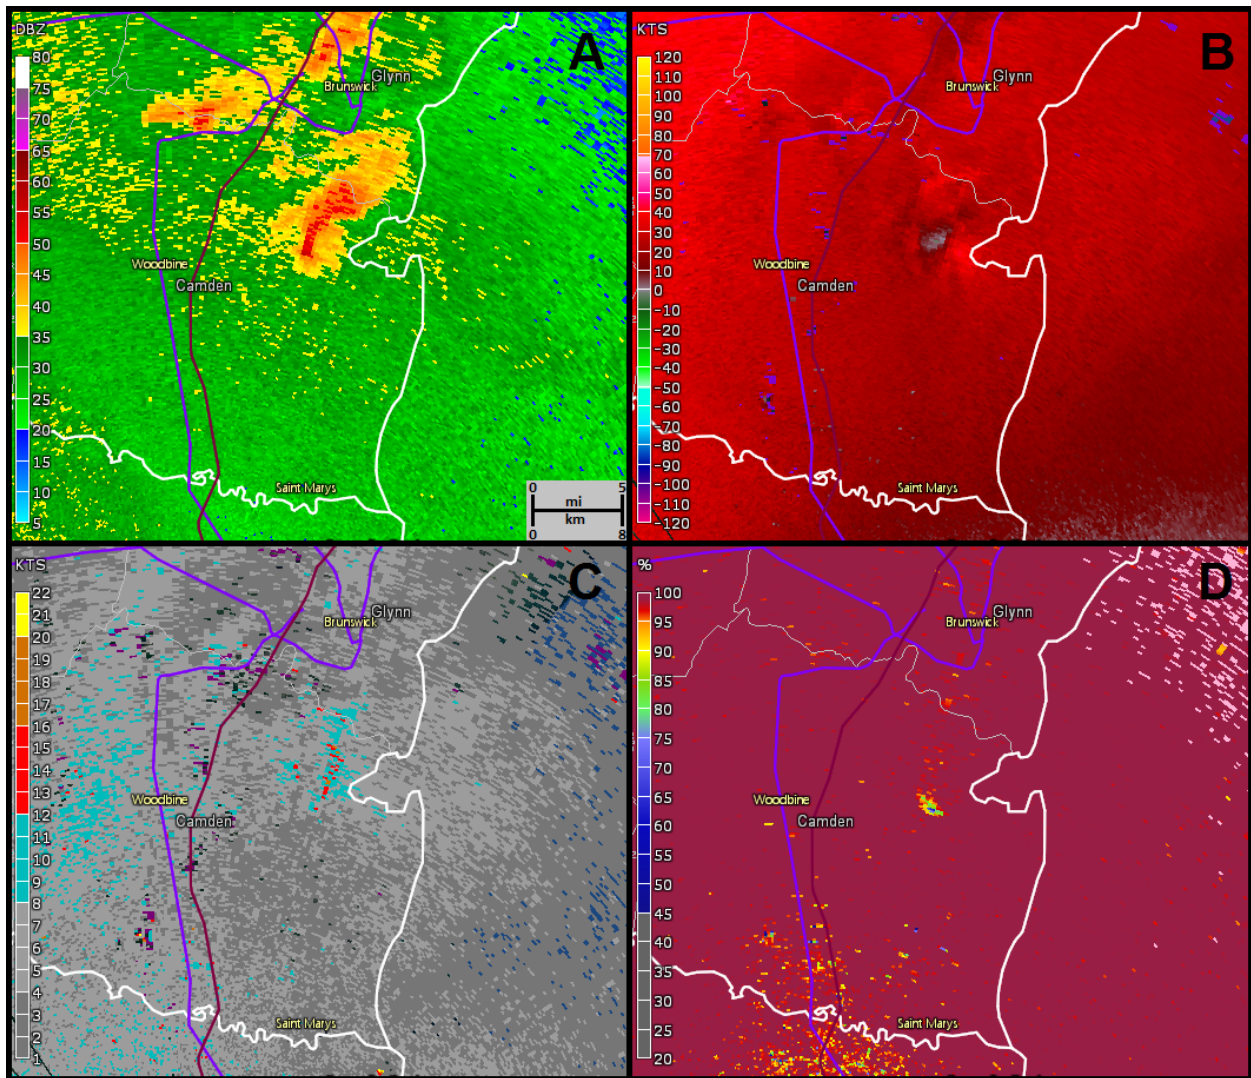 DBZ
80
75
70
65
60
55
50
45
40
35
30
25
20
15
10
5
A
Glynn
Brunswick
Woodbine
Camden
Saint Marys
0 5
mi
km
0 8
KTS
120
110
100
90
80
70
60
50
40
30
20
10
0
-10
-20
-30
-40
-50
-60
-70
-80
-90
-100
-110
-120
B
Glynn
Brunswick
Woodbine
Camden
Saint Marys
KTS
22
21
20
19
18
17
16
15
14
13
12
11
10
9
8
7
6
5
4
3
2
1
C
Glynn
Brunswick
Woodbine
Camden
Saint Marys
%
100
95
90
85
80
75
70
65
60
55
50
45
40
35
30
25
20
D
Glynn
Brunswick
Woodbine
Camden
Saint Marys